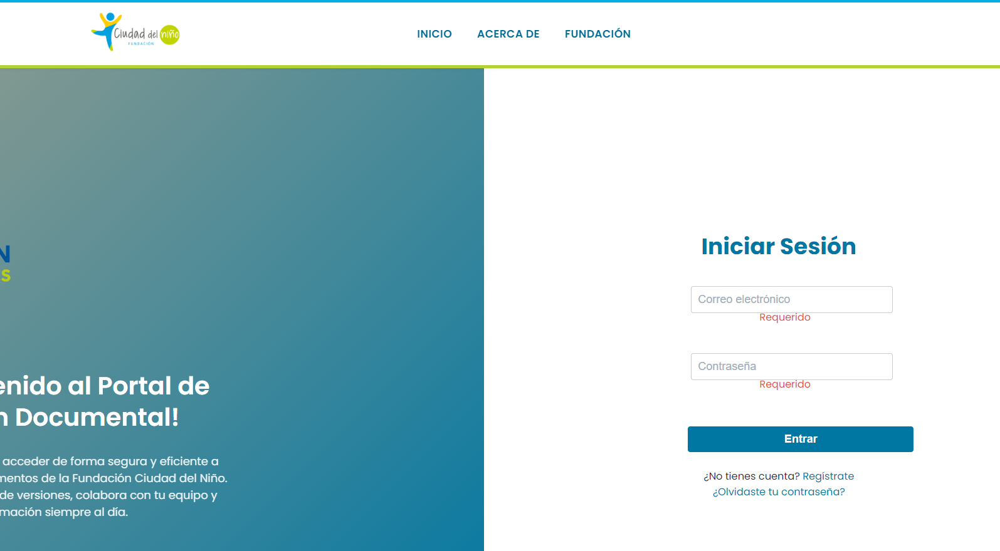 Ciudad del niño
FUNDACIÓN
INICIO
ACERCA DE
FUNDACIÓN
N
s
enido al Portal de
n Documental!
acceder de forma segura y eficiente a
mentos de la Fundación Ciudad del Niño.
de versiones, colabora con tu equipo y
mación siempre al día.
Iniciar Sesión
Correo electrónico
Requerido
Contraseña
Requerido
Entrar
¿No tienes cuenta? Regístrate
¿Olvidaste tu contraseña?